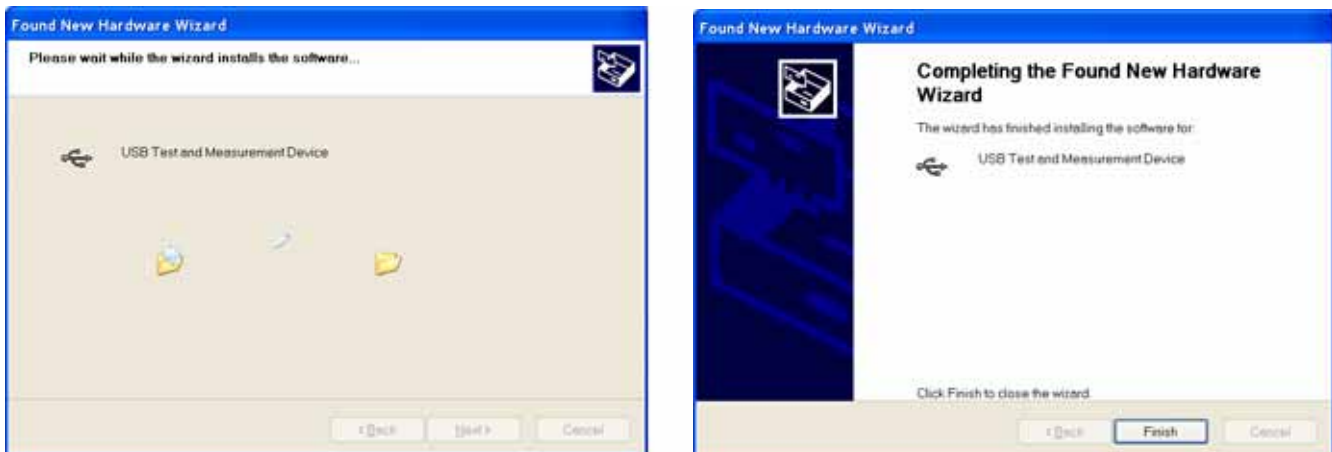 Found New Hardware Wizard
Please wait while the wizard installs the software...
USB Test and Measurement Device
< Back
Next >
Cancel
Found New Hardware Wizard
Completing the Found New Hardware
Wizard
The wizard has finished installing the software for:
USB Test and Measurement Device
Click Finish to close the wizard.
< Back
Finish
Cancel